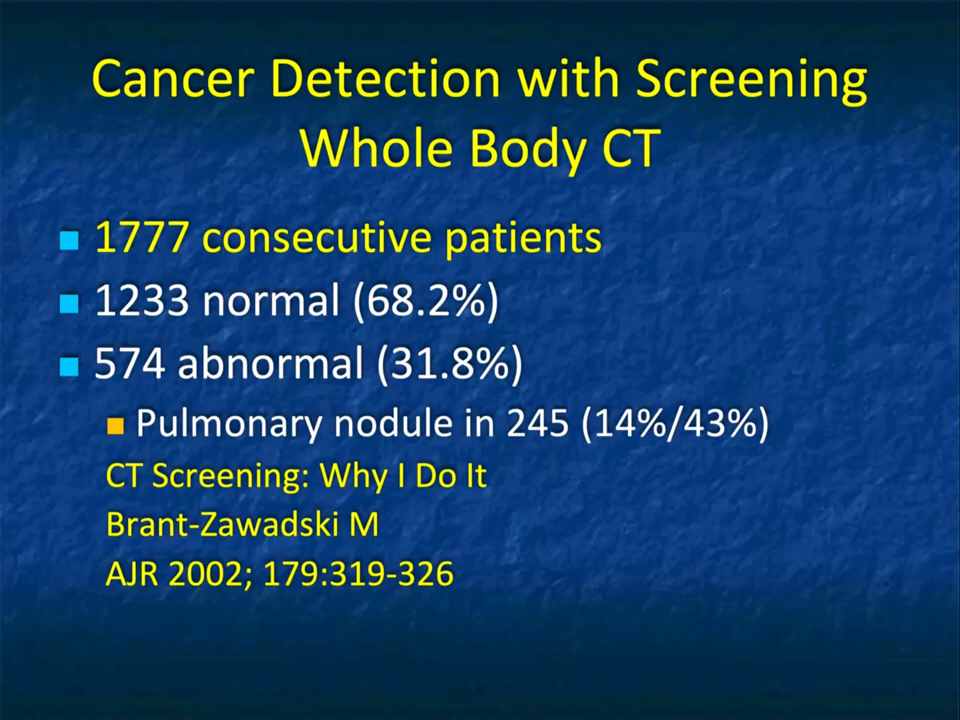 Cancer Detection with Screening
Whole Body CT
1777 consecutive patients
1233 normal (68.2%)
574 abnormal (31.8%)
Pulmonary nodule in 245 (14%/43%)
CT Screening: Why I Do It
Brant-Zawadski M
AJR 2002; 179:319-326